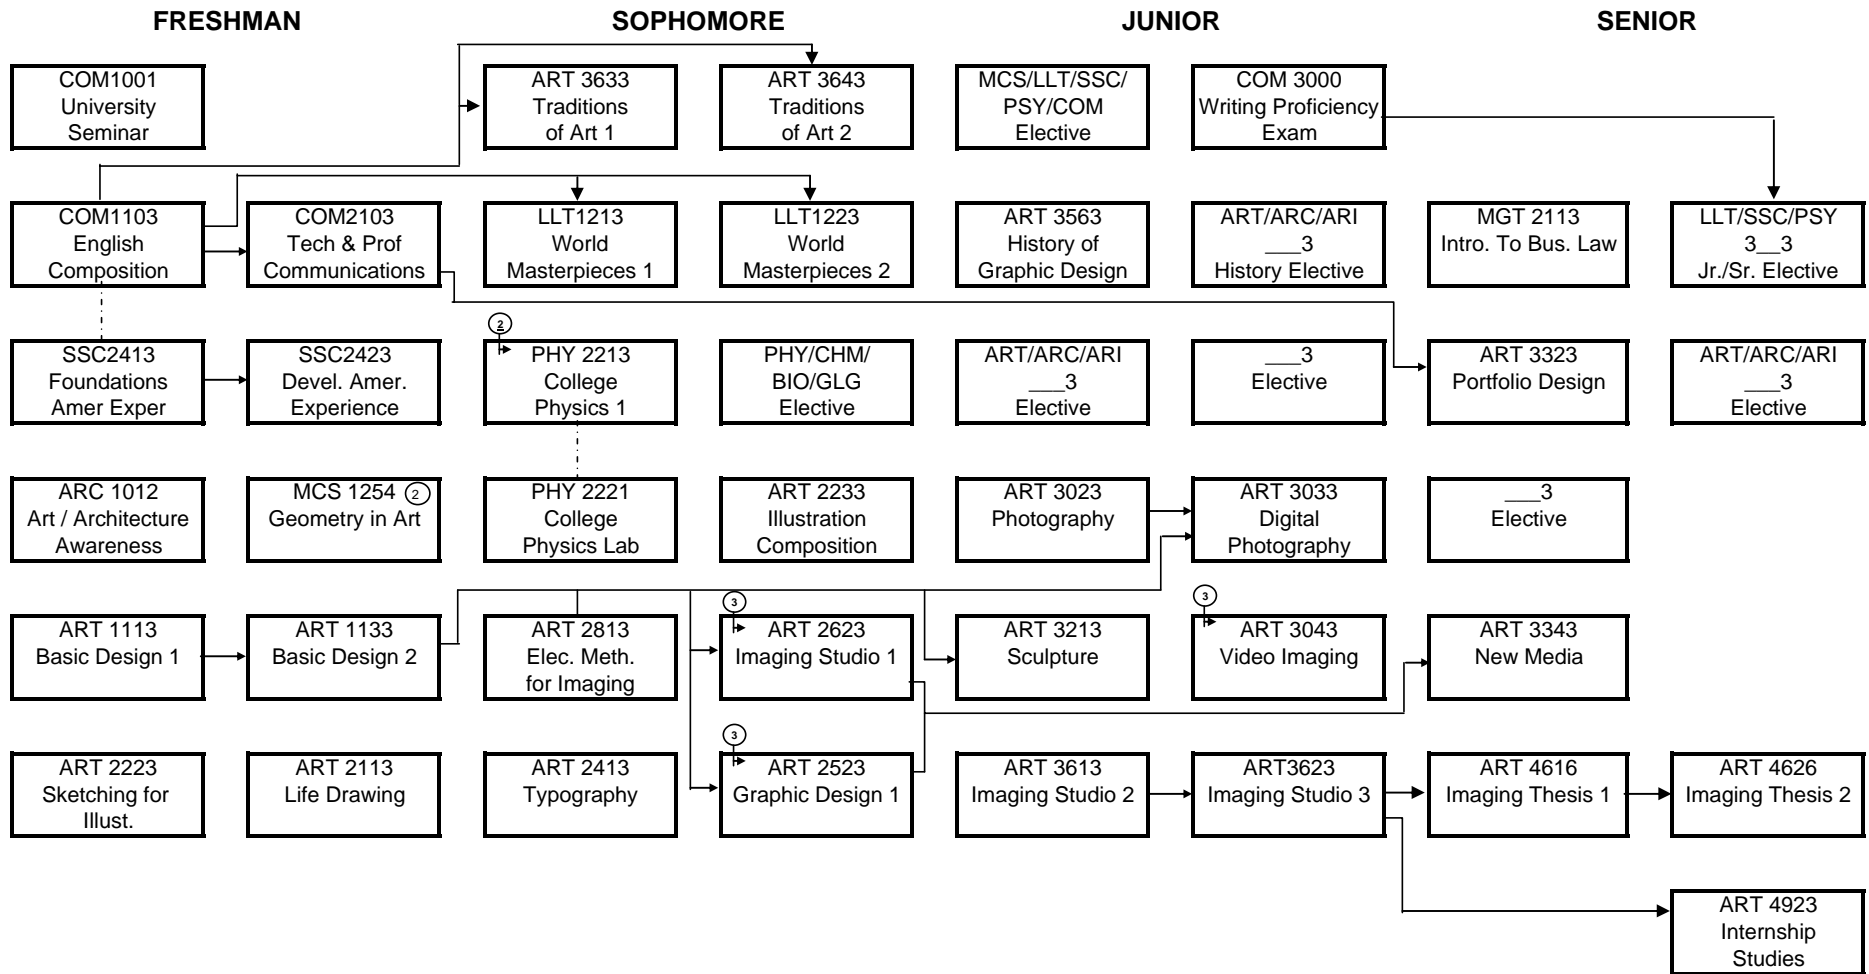 FRESHMAN
SOPHOMORE
JUNIOR
SENIOR
COM1001
University
Seminar
ART 3633
Traditions
of Art 1
ART 3643
Traditions
of Art 2
MCS/LLT/SSC/
PSY/COM
Elective
COM 3000
Writing Proficiency
Exam
COM1103
English
Composition
COM2103
Tech & Prof
Communications
LLT1213
World
Masterpieces 1
LLT1223
World
Masterpieces 2
ART 3563
History of
Graphic Design
ART/ARC/ARI
___3
History Elective
MGT 2113
Intro. To Bus. Law
LLT/SSC/PSY
3__3
Jr./Sr. Elective
SSC2413
Foundations
Amer Exper
SSC2423
Devel. Amer.
Experience
2
PHY 2213
College
Physics 1
PHY/CHM/
BIO/GLG
Elective
ART/ARC/ARI
___3
Elective
___3
Elective
ART 3323
Portfolio Design
ART/ARC/ARI
___3
Elective
ARC 1012
Art / Architecture
Awareness
MCS 1254 2
Geometry in Art
PHY 2221
College
Physics Lab
ART 2233
Illustration
Composition
ART 3023
Photography
ART 3033
Digital
Photography
___3
Elective
ART 1113
Basic Design 1
ART 1133
Basic Design 2
ART 2813
Elec. Meth.
for Imaging
3
ART 2623
Imaging Studio 1
ART 3213
Sculpture
3
ART 3043
Video Imaging
ART 3343
New Media
ART 2223
Sketching for
Illust.
ART 2113
Life Drawing
ART 2413
Typography
3
ART 2523
Graphic Design 1
ART 3613
Imaging Studio 2
ART3623
Imaging Studio 3
ART 4616
Imaging Thesis 1
ART 4626
Imaging Thesis 2
ART 4923
Internship
Studies